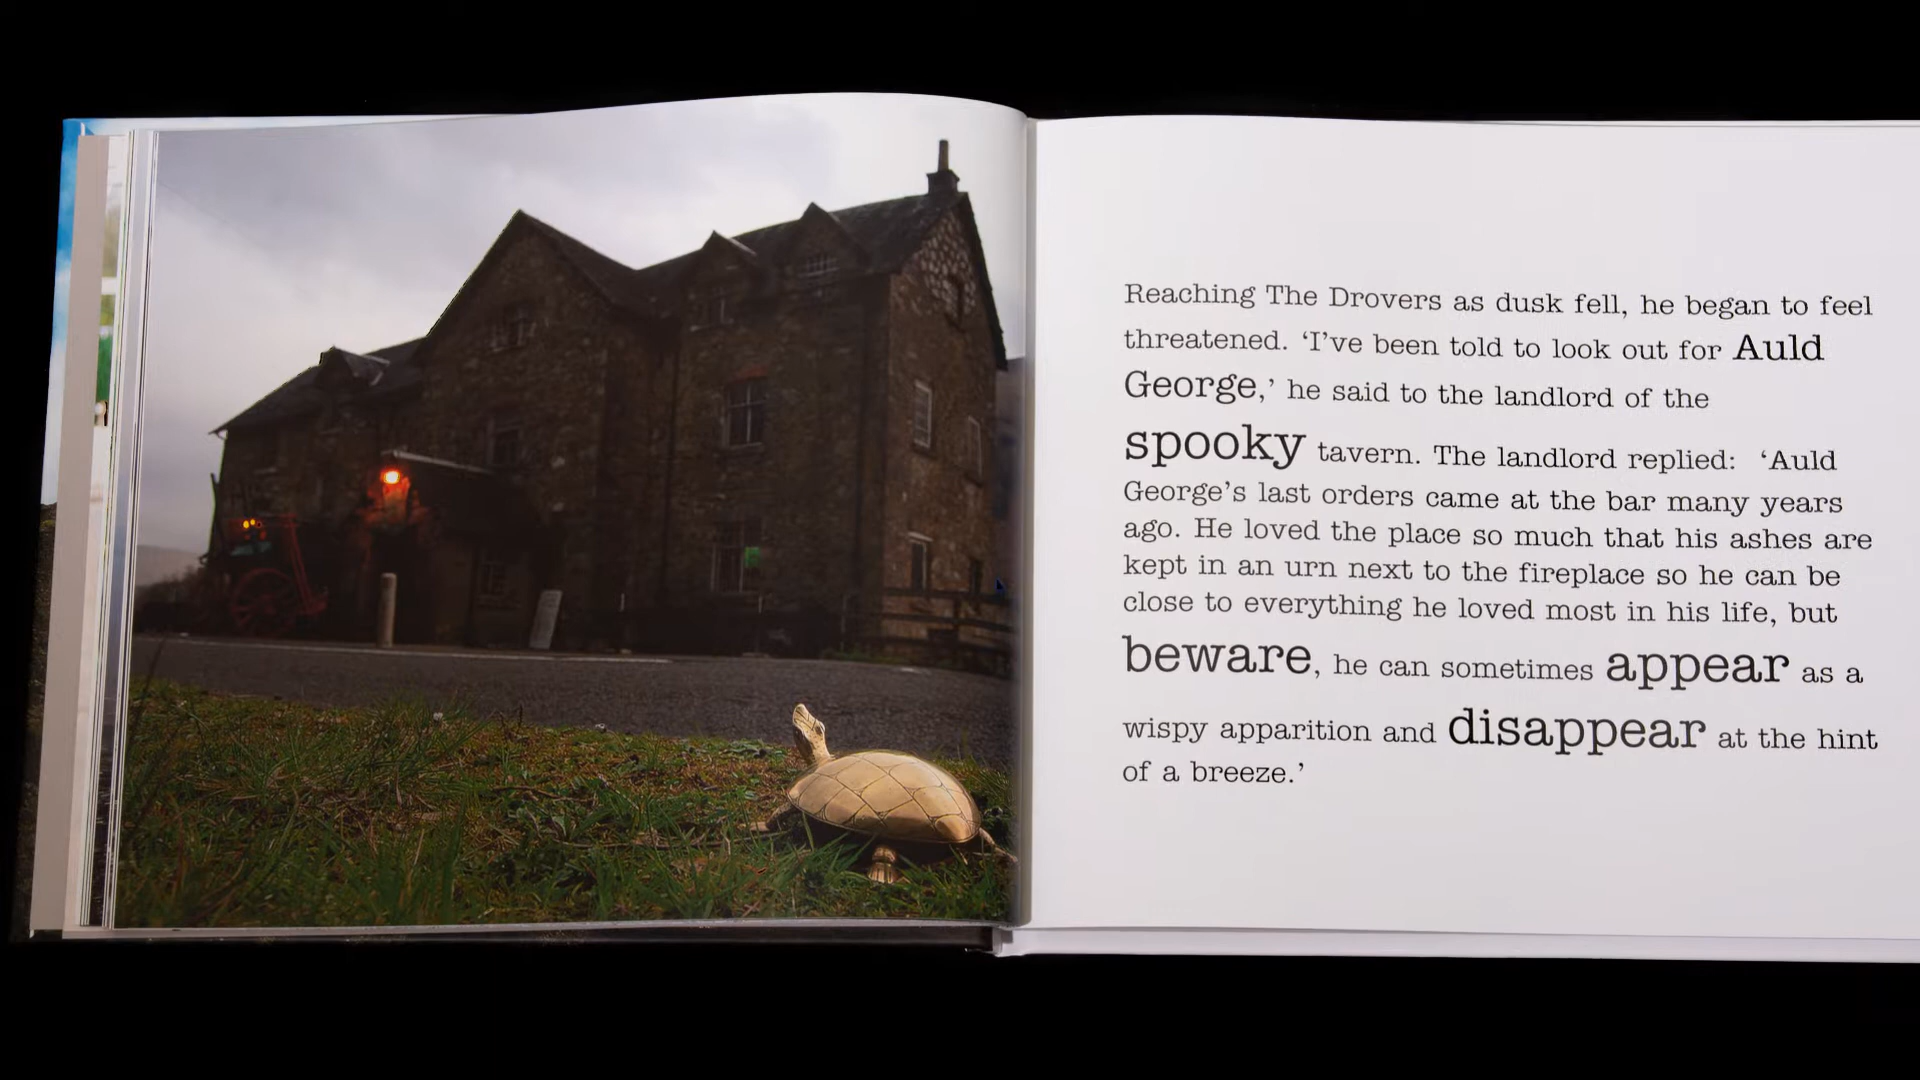 Reaching The Drovers as dusk fell, he began to feel
threatened. ‘I’ve been told to look out for Auld
George,’ he said to the landlord of the
spooky tavern. The landlord replied: ‘Auld
George’s last orders came at the bar many years
ago. He loved the place so much that his ashes are
kept in an urn next to the fireplace so he can be
close to everything he loved most in his life, but
beware, he can sometimes appear as a
wispy apparition and disappear at the hint
of a breeze.’